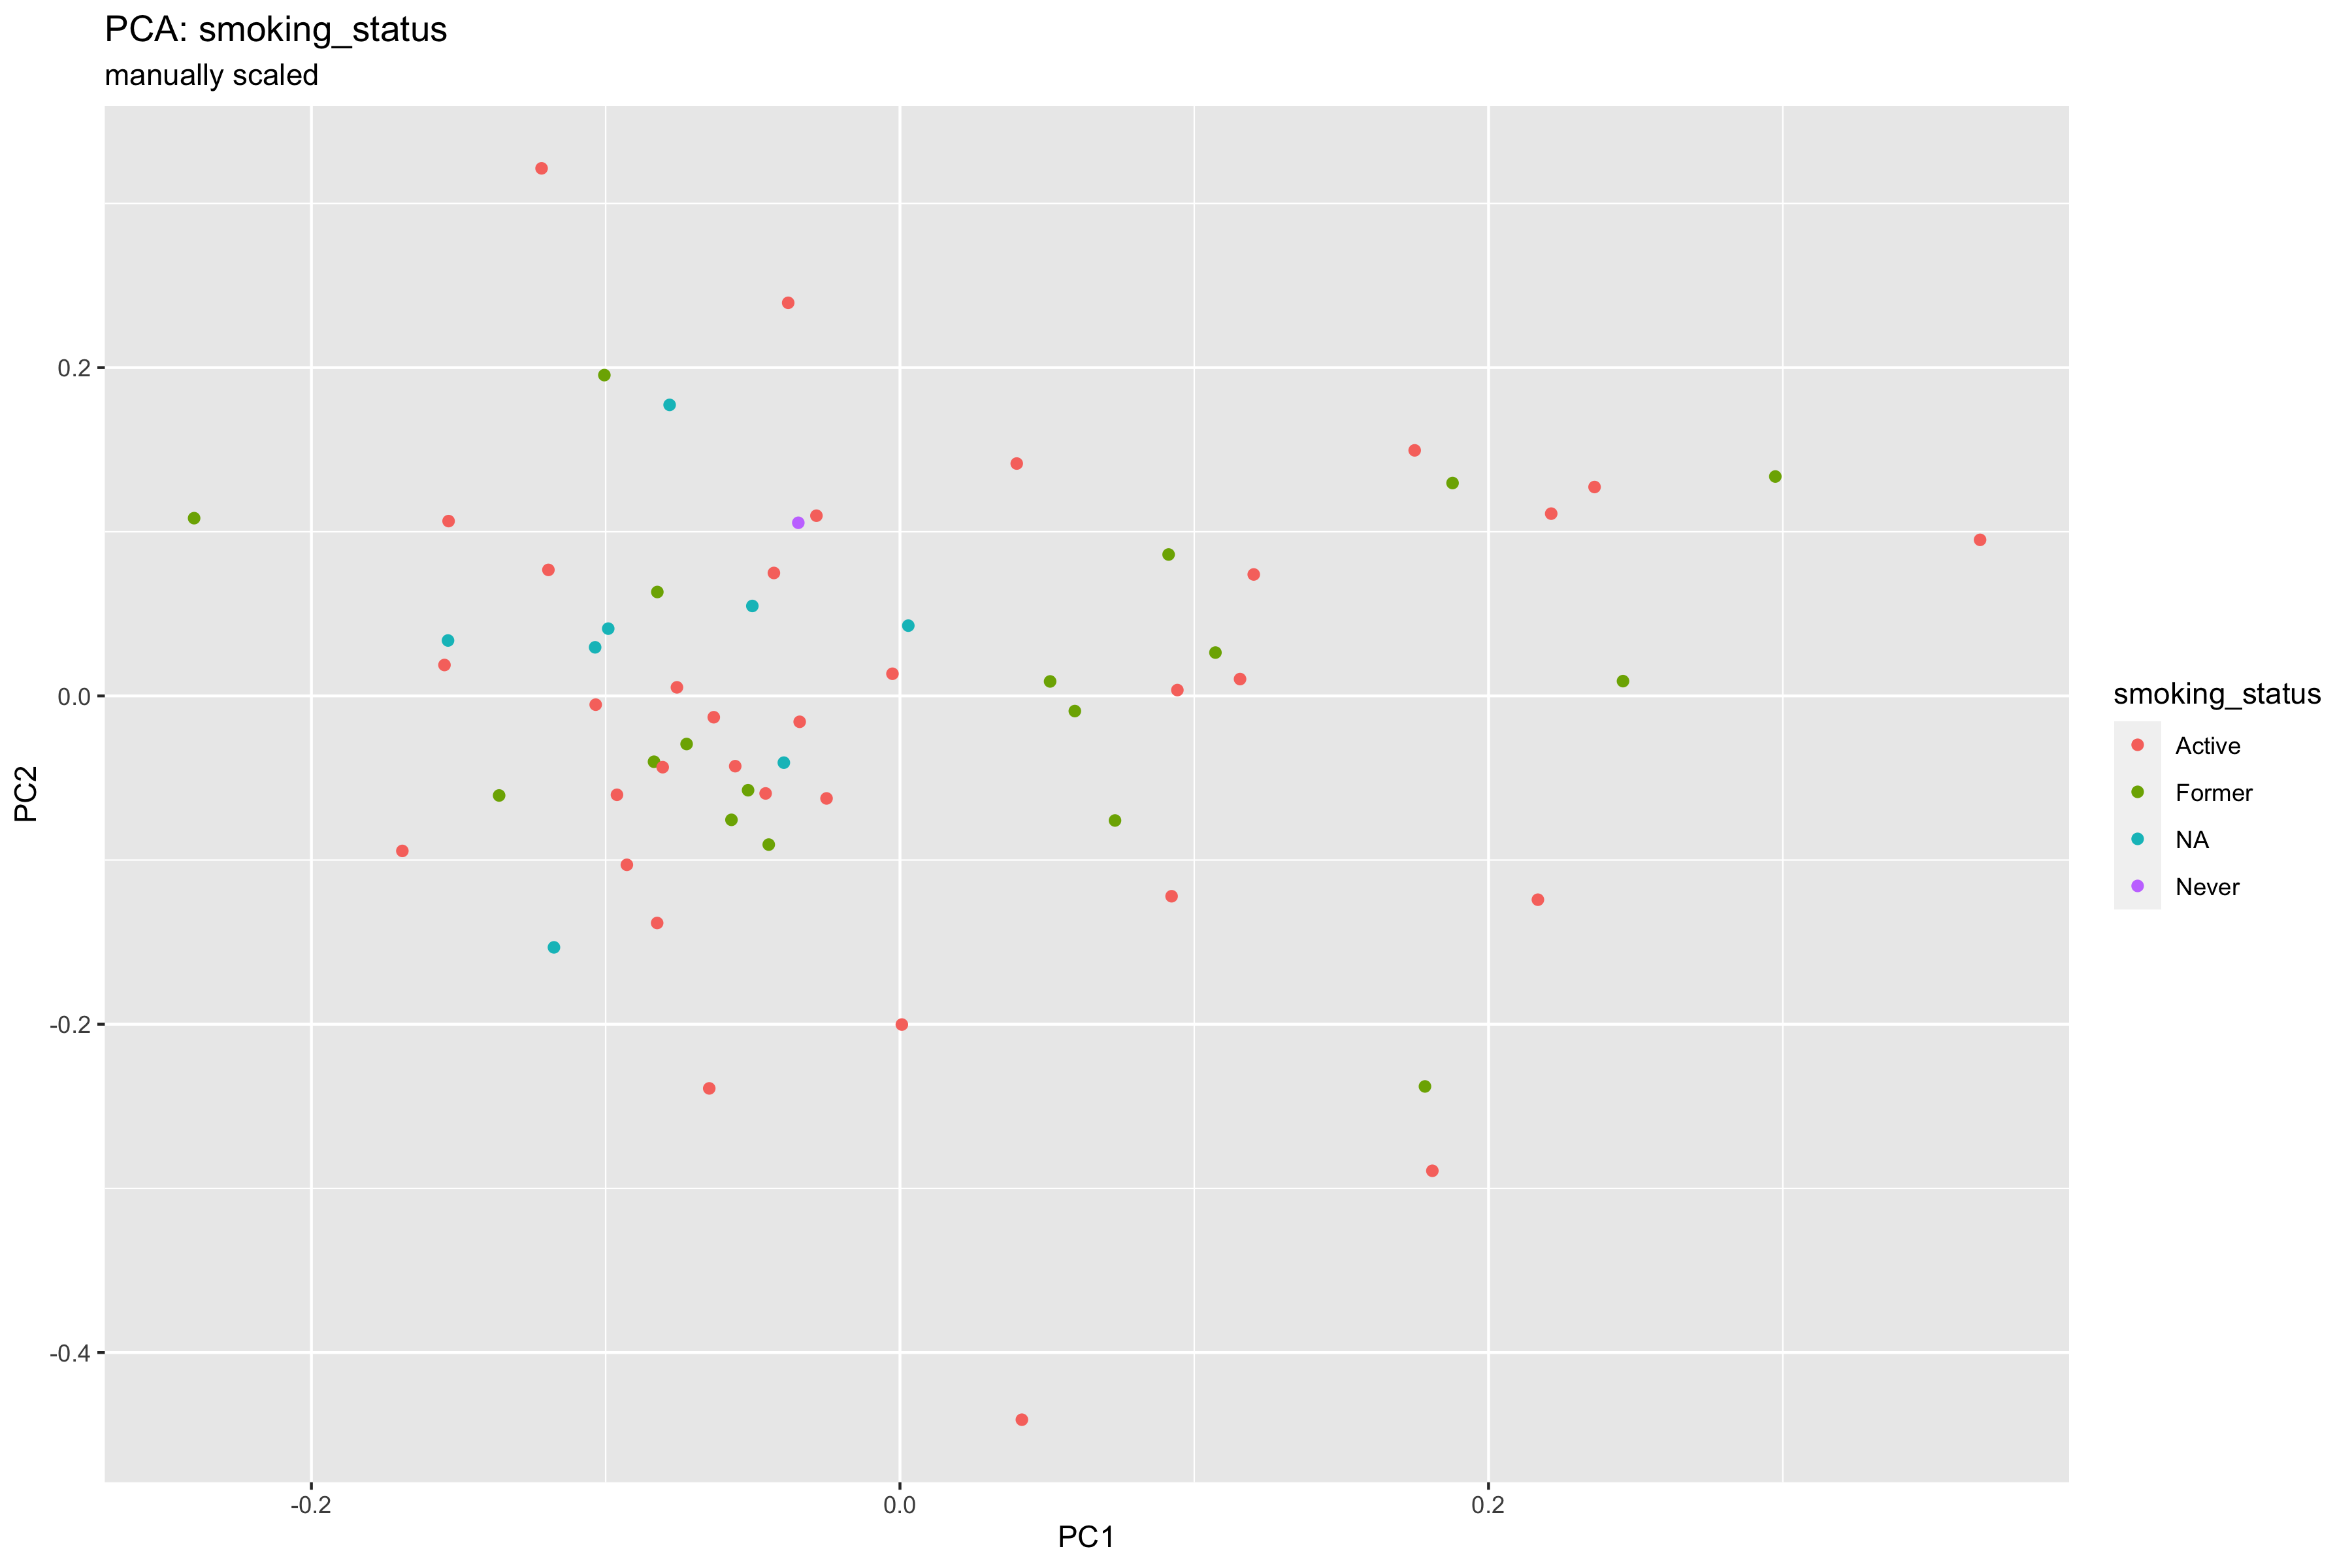 PCA: smoking_status
manually scaled
PC2
0.2
0.0
-0.2
-0.4
-0.2
0.0
0.2
PC1
smoking_status
Active
Former
NA
Never